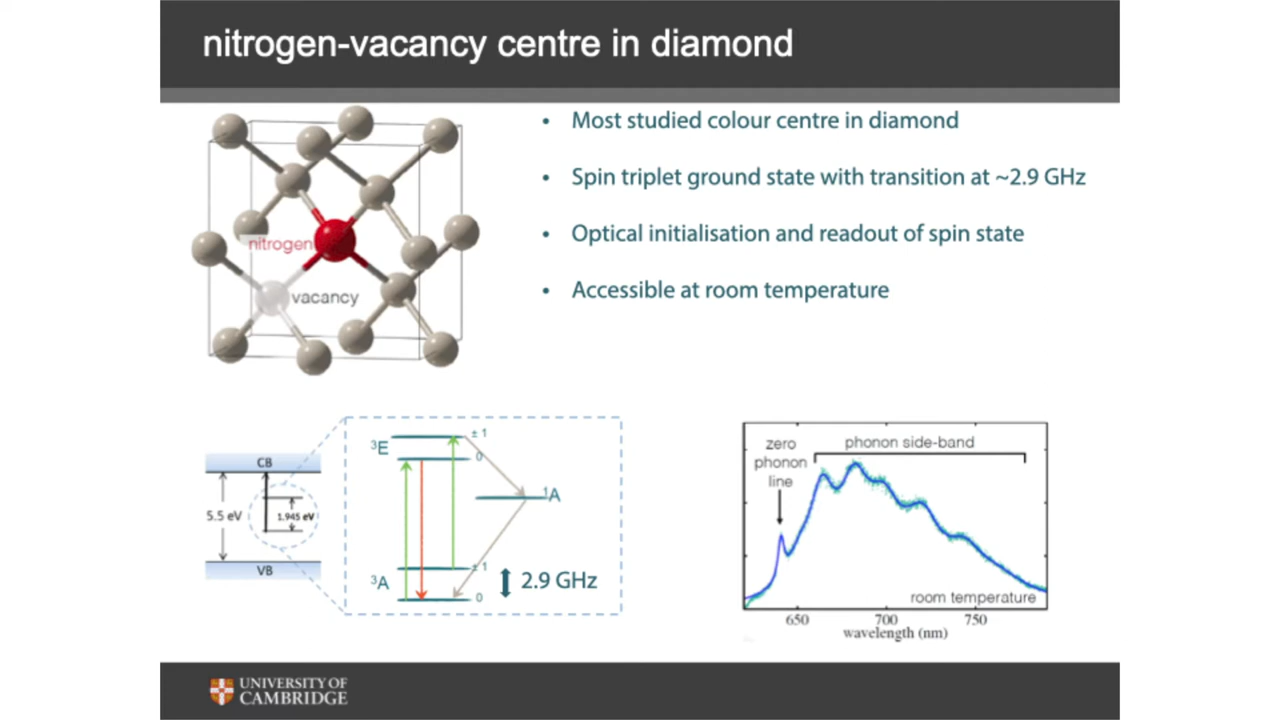 nitrogen-vacancy centre in diamond
• Most studied colour centre in diamond
• Spin triplet ground state with transition at ~2.9 GHz
• Optical initialisation and readout of spin state
• Accessible at room temperature
nitrogen
vacancy
CB
5.5 eV
1.945 eV
VB
³E
± 1
0
¹A
³A
± 1
0
2.9 GHz
zero
phonon
line
phonon side-band
room temperature
650 700 750
wavelength (nm)
UNIVERSITY OF
CAMBRIDGE